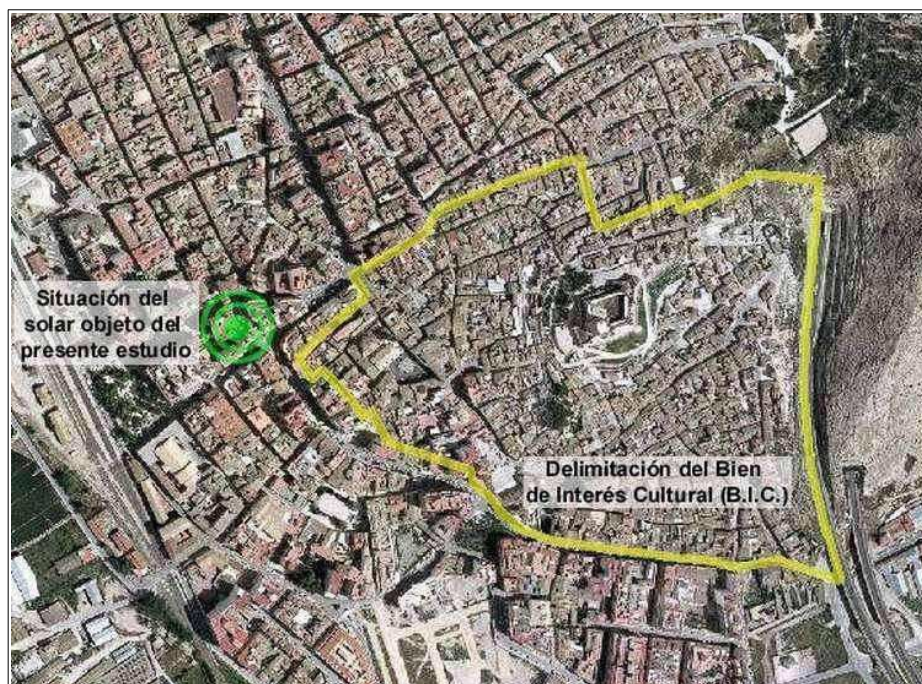 Situación del
solar objeto del
presente estudio
Delimitación del Bien
de Interés Cultural (B.I.C.)